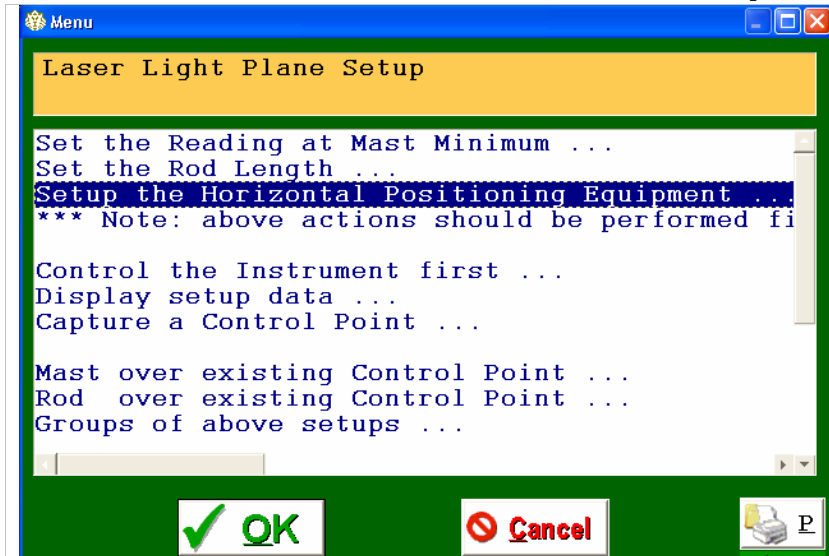 Menu
Laser Light Plane Setup
Set the Reading at Mast Minimum ...
Set the Rod Length ...
Setup the Horizontal Positioning Equipment ...
*** Note: above actions should be performed fi
Control the Instrument first ...
Display setup data ...
Capture a Control Point ...
Mast over existing Control Point ...
Rod  over existing Control Point ...
Groups of above setups ...
OK Cancel P